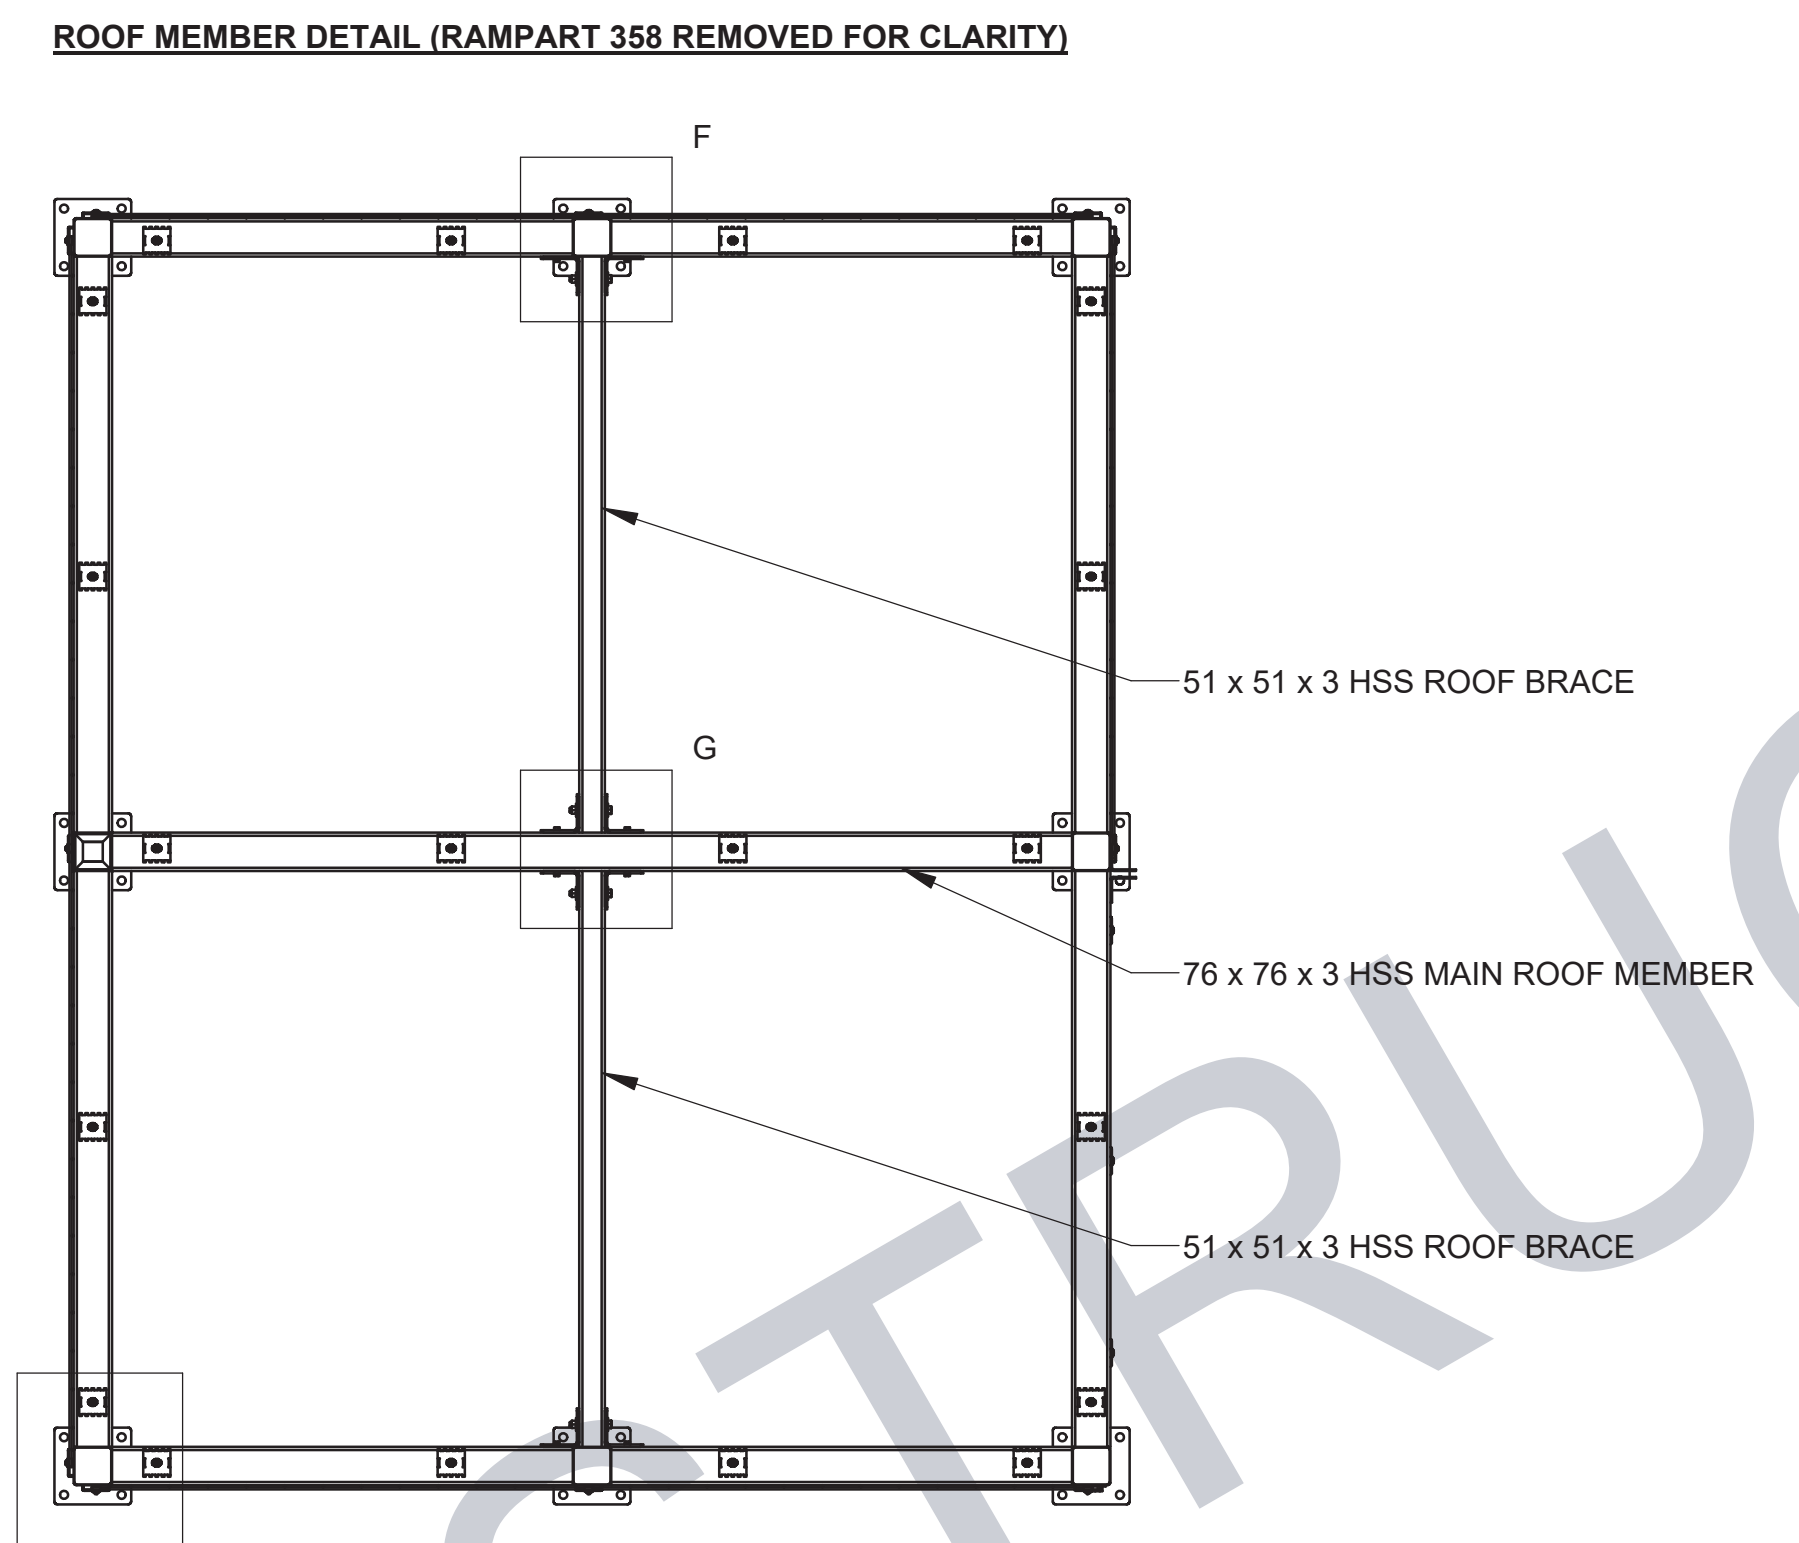 ROOF MEMBER DETAIL (RAMPART 358 REMOVED FOR CLARITY)
F
51 x 51 x 3 HSS ROOF BRACE
G
76 x 76 x 3 HSS MAIN ROOF MEMBER
51 x 51 x 3 HSS ROOF BRACE